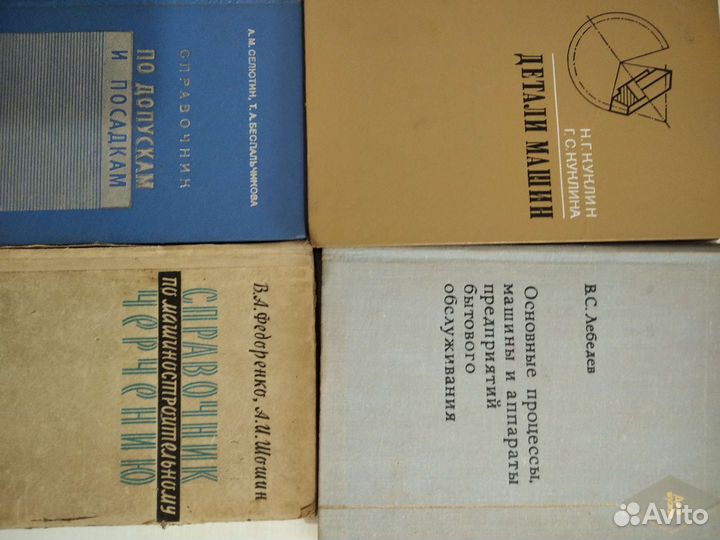 А.М. СЕЛЮТИН, Т.А. БЕСПАЛЬЧИКОВА
СПРАВОЧНИК
ПО ДОПУСКАМ
И ПОСАДКАМ
Н.Г. КУКЛИН
Г.С. КУКЛИНА
ДЕТАЛИ МАШИН
В.А. Федоренко, А.И. Шошин
СПРАВОЧНИК
по машиностроительному
ЧЕРЧЕНИЮ
В.С. Лебедев
Основные процессы,
машины и аппараты
предприятий
бытового
обслуживания
Avito